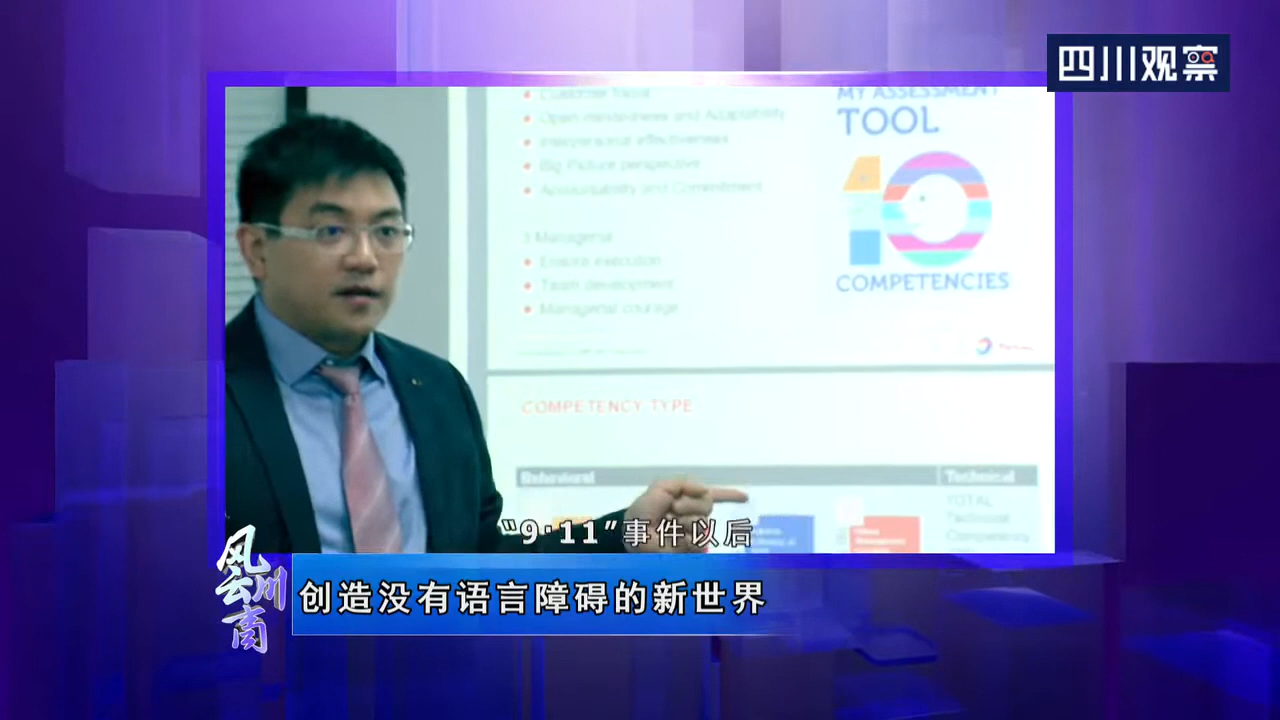 四川观察
MY ASSESSMENT
TOOL
10
COMPETENCIES
Customer focus
Open-mindedness and Adaptability
Interpersonal effectiveness
Big Picture perspective
Accountability and Commitment
3 Managerial
Ensure execution
Team development
Managerial courage
COMPETENCY TYPE
Behavioral
Technical
TOTAL
Technical
Competency
“9·11”事件以后
风云川商
创造没有语言障碍的新世界